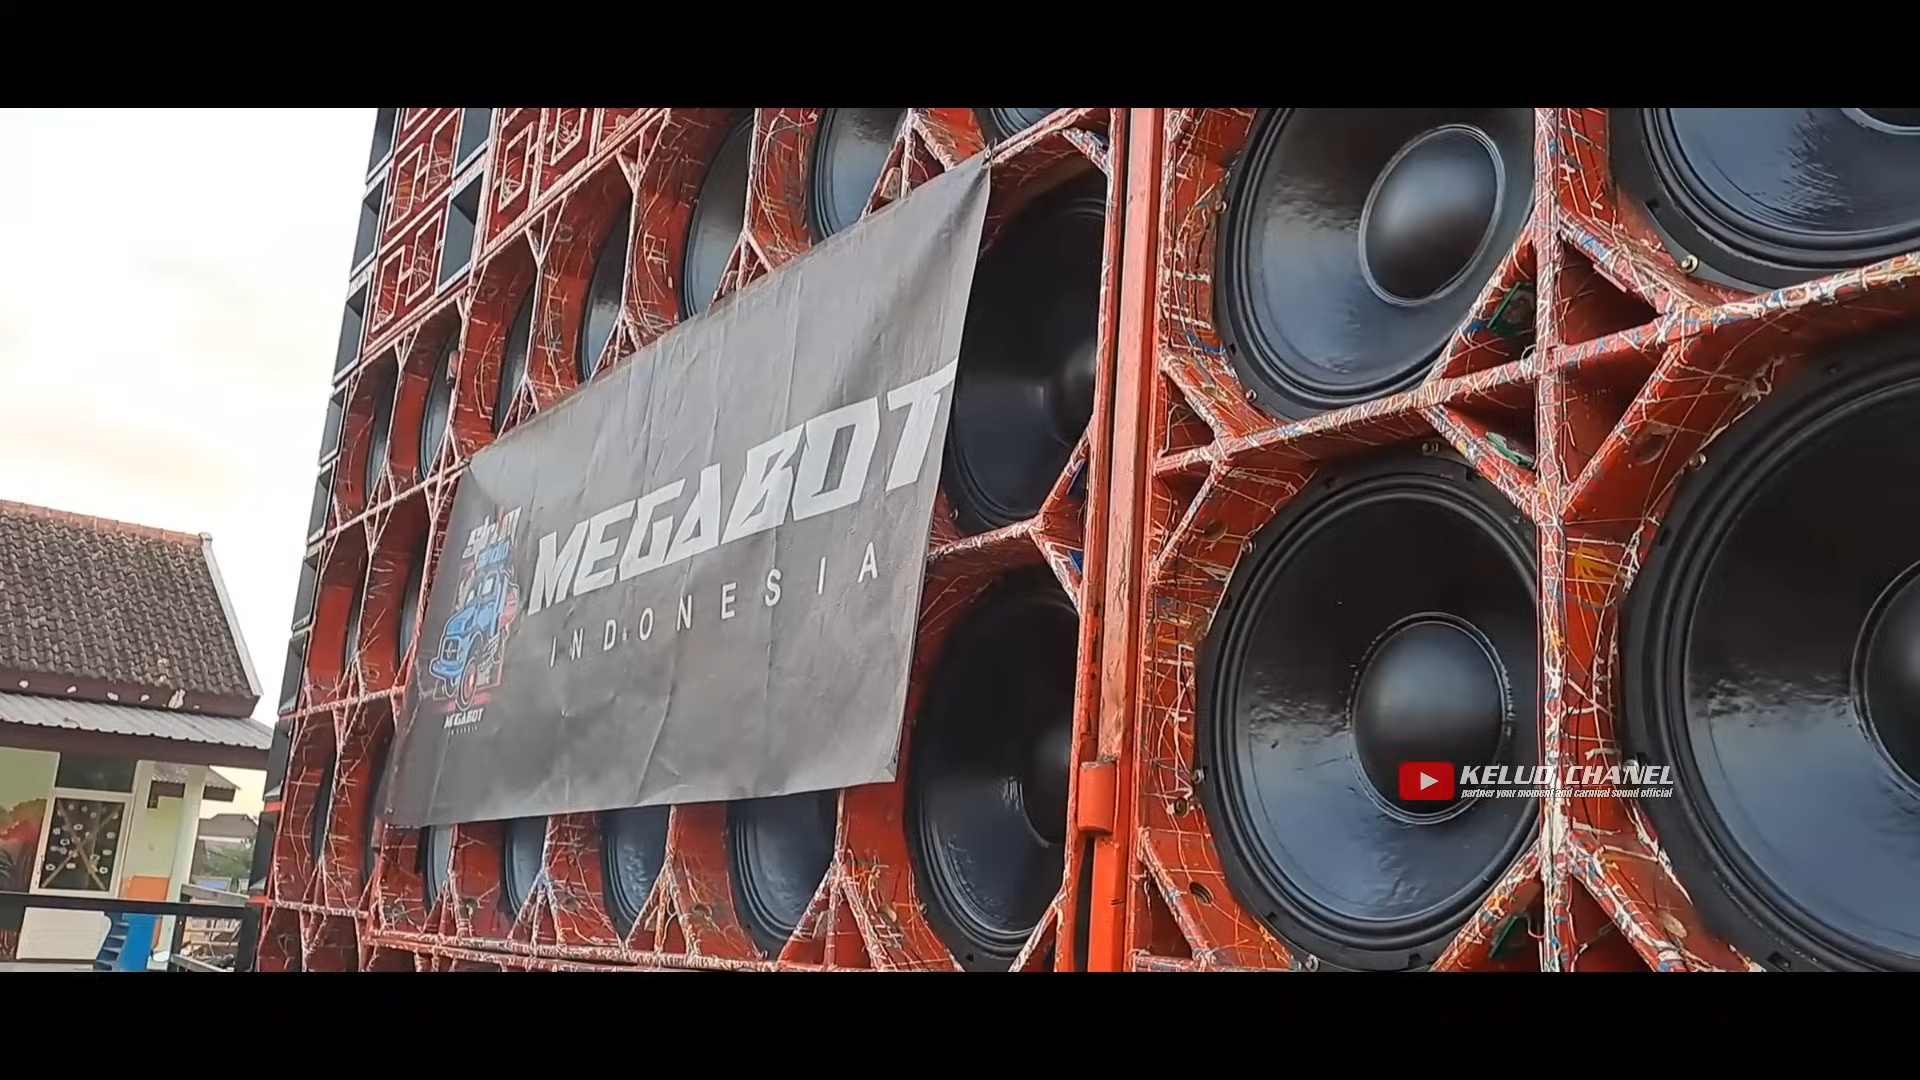 MEGABOT
INDONESIA
MEGABOT
KELUD CHANEL
partner your moment and carnival sound official